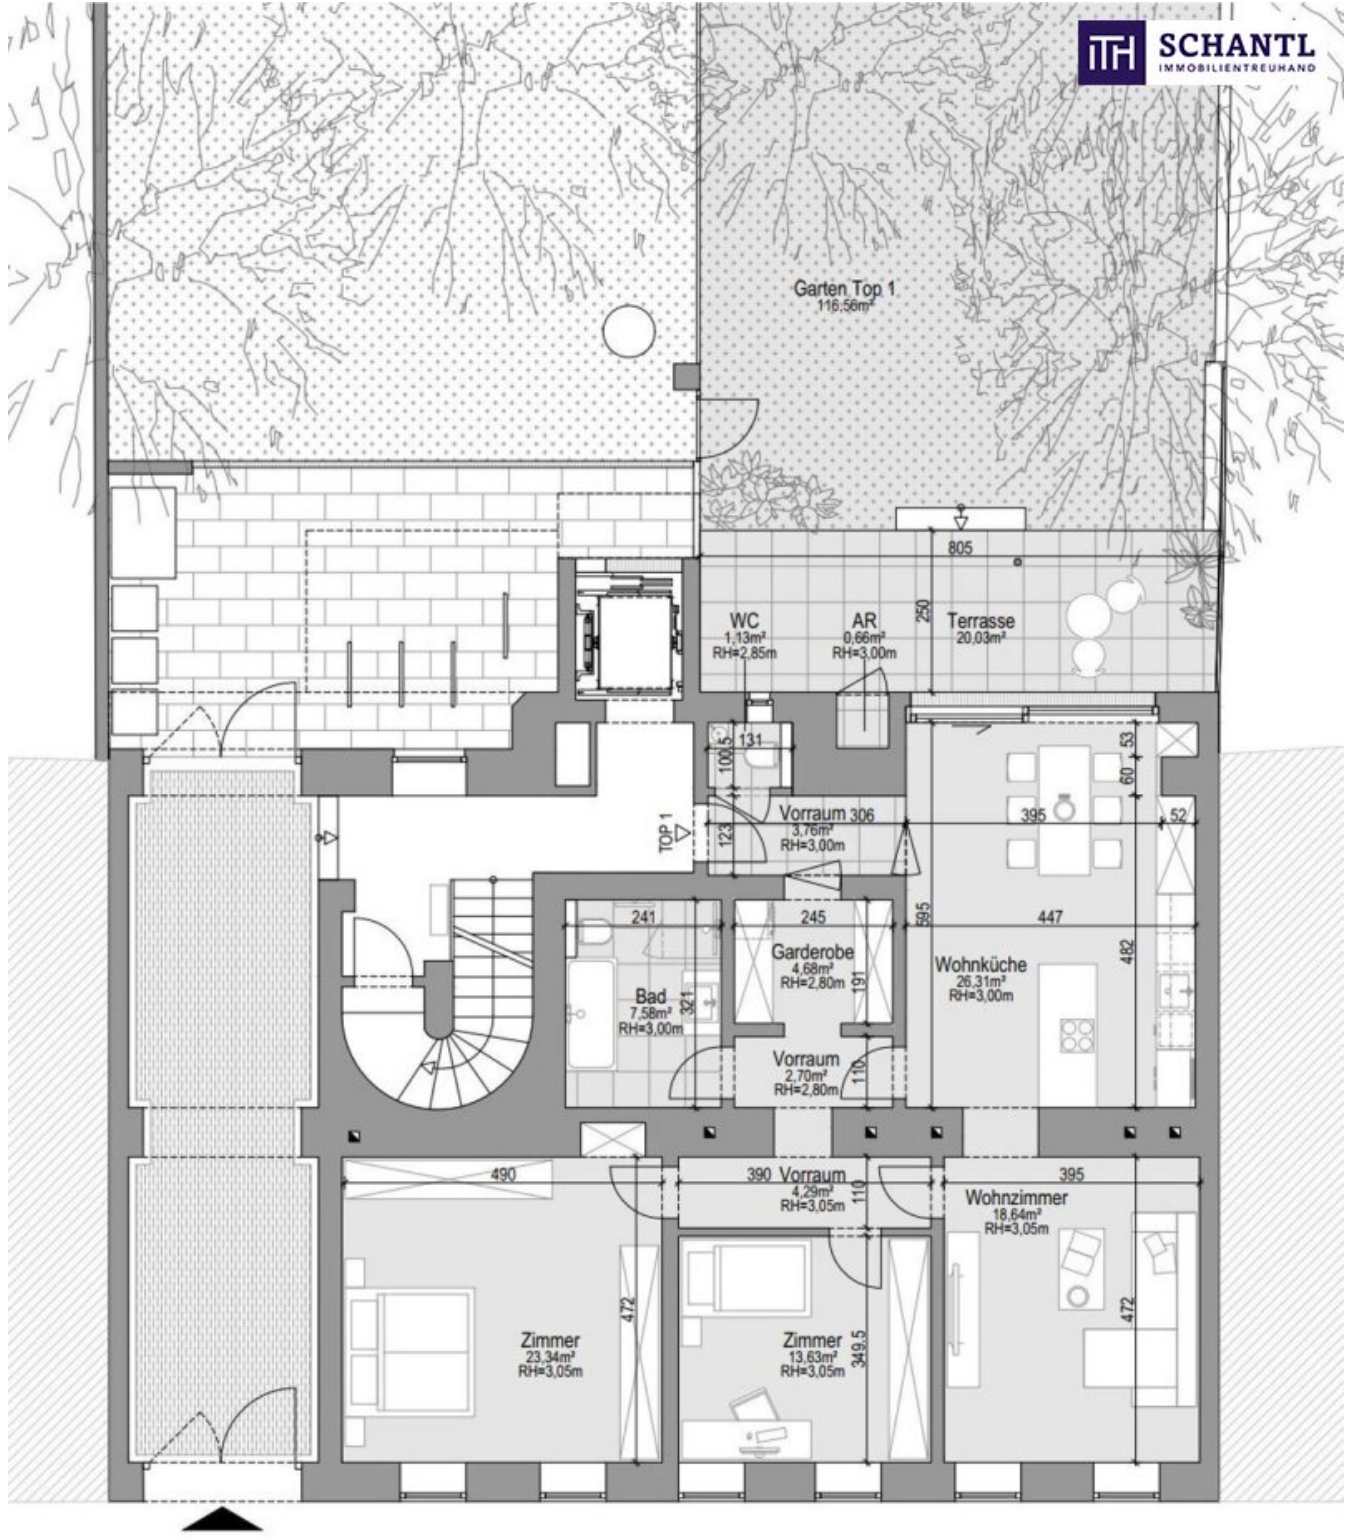 ITH SCHANTL
IMMOBILIENTREUHAND
Garten Top 1
116,56m²
805
250
WC
1,13m²
RH=2,85m
AR
0,66m²
RH=3,00m
Terrasse
20,03m²
131
100,5
53
60
TOP 1
123
Vorraum 306
3,76m²
RH=3,00m
395
52
241
245
595
447
Garderobe
4,68m²
RH=2,80m
191
482
Wohnküche
26,31m²
RH=3,00m
Bad
7,58m²
RH=3,00m
321
Vorraum
2,70m²
RH=2,80m
110
490
390 Vorraum
4,29m²
RH=3,05m
110
395
Wohnzimmer
18,64m²
RH=3,05m
472
472
Zimmer
23,34m²
RH=3,05m
Zimmer
13,63m²
RH=3,05m
349,5